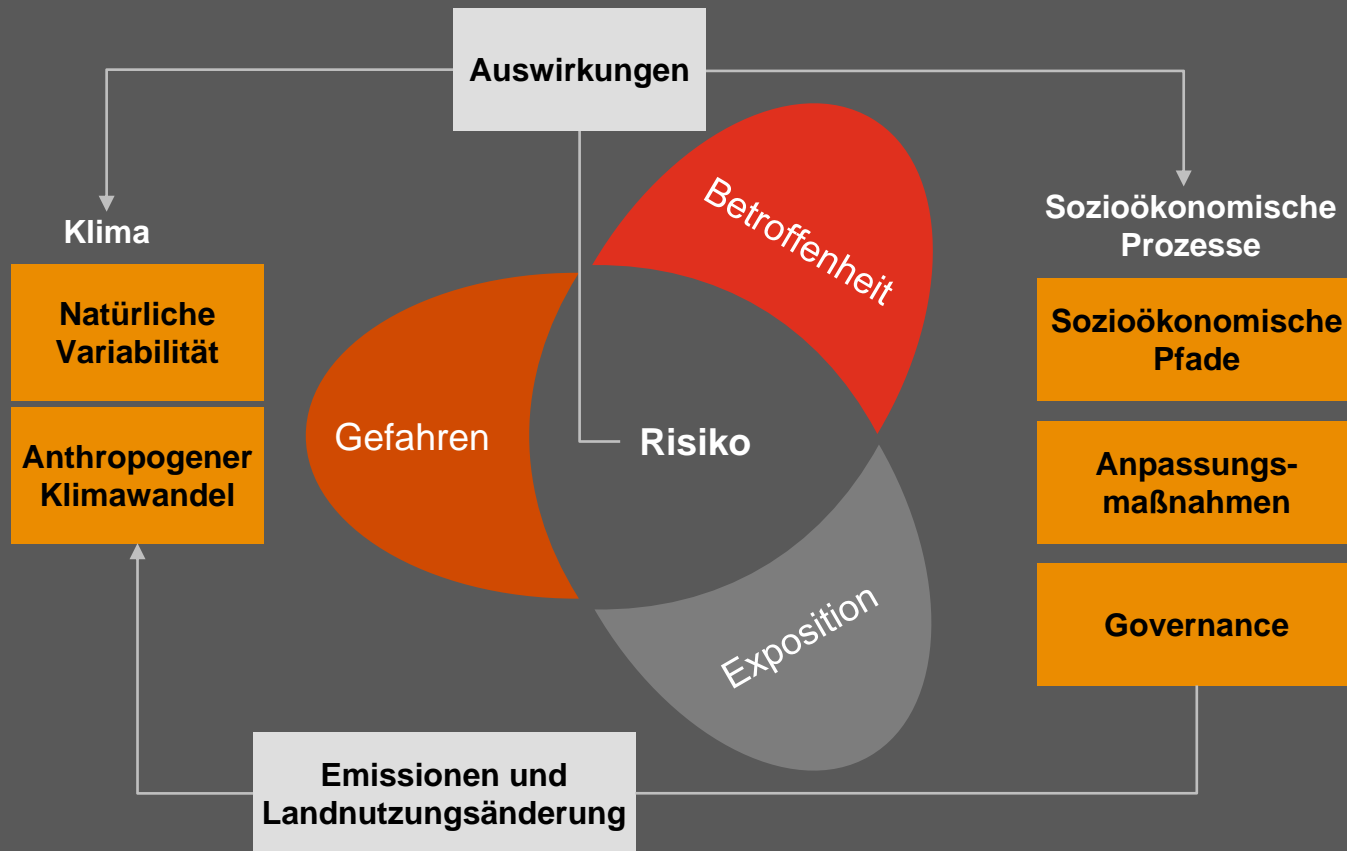 Auswirkungen
Klima
Natürliche
Variabilität
Anthropogener
Klimawandel
Betroffenheit
Gefahren
Risiko
Exposition
Sozioökonomische
Prozesse
Sozioökonomische
Pfade
Anpassungs-
maßnahmen
Governance
Emissionen und
Landnutzungsänderung